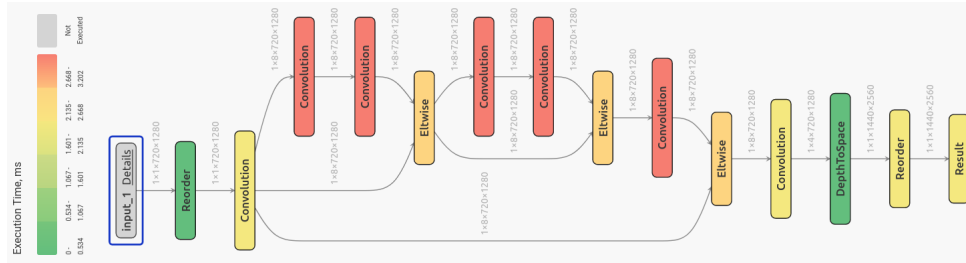 Execution Time, ms
0 -
0.534
0.534 -
1.067
1.067 -
1.601
1.601 -
2.135
2.135 -
2.668
2.668 -
3.202
Not
Executed
input_1 Details
1×1×720×1280
Reorder
1×1×720×1280
Convolution
Convolution
1×8×720×1280
Convolution
1×8×720×1280
1×8×720×1280
1×8×720×1280
Eltwise
1×8×720×1280
Convolution
1×8×720×1280
Convolution
1×8×720×1280
1×8×720×1280
Eltwise
1×8×720×1280
Convolution
1×8×720×1280
1×8×720×1280
Eltwise
1×8×720×1280
Convolution
1×4×720×1280
DepthToSpace
1×1×1440×2560
Reorder
1×1×1440×2560
Result